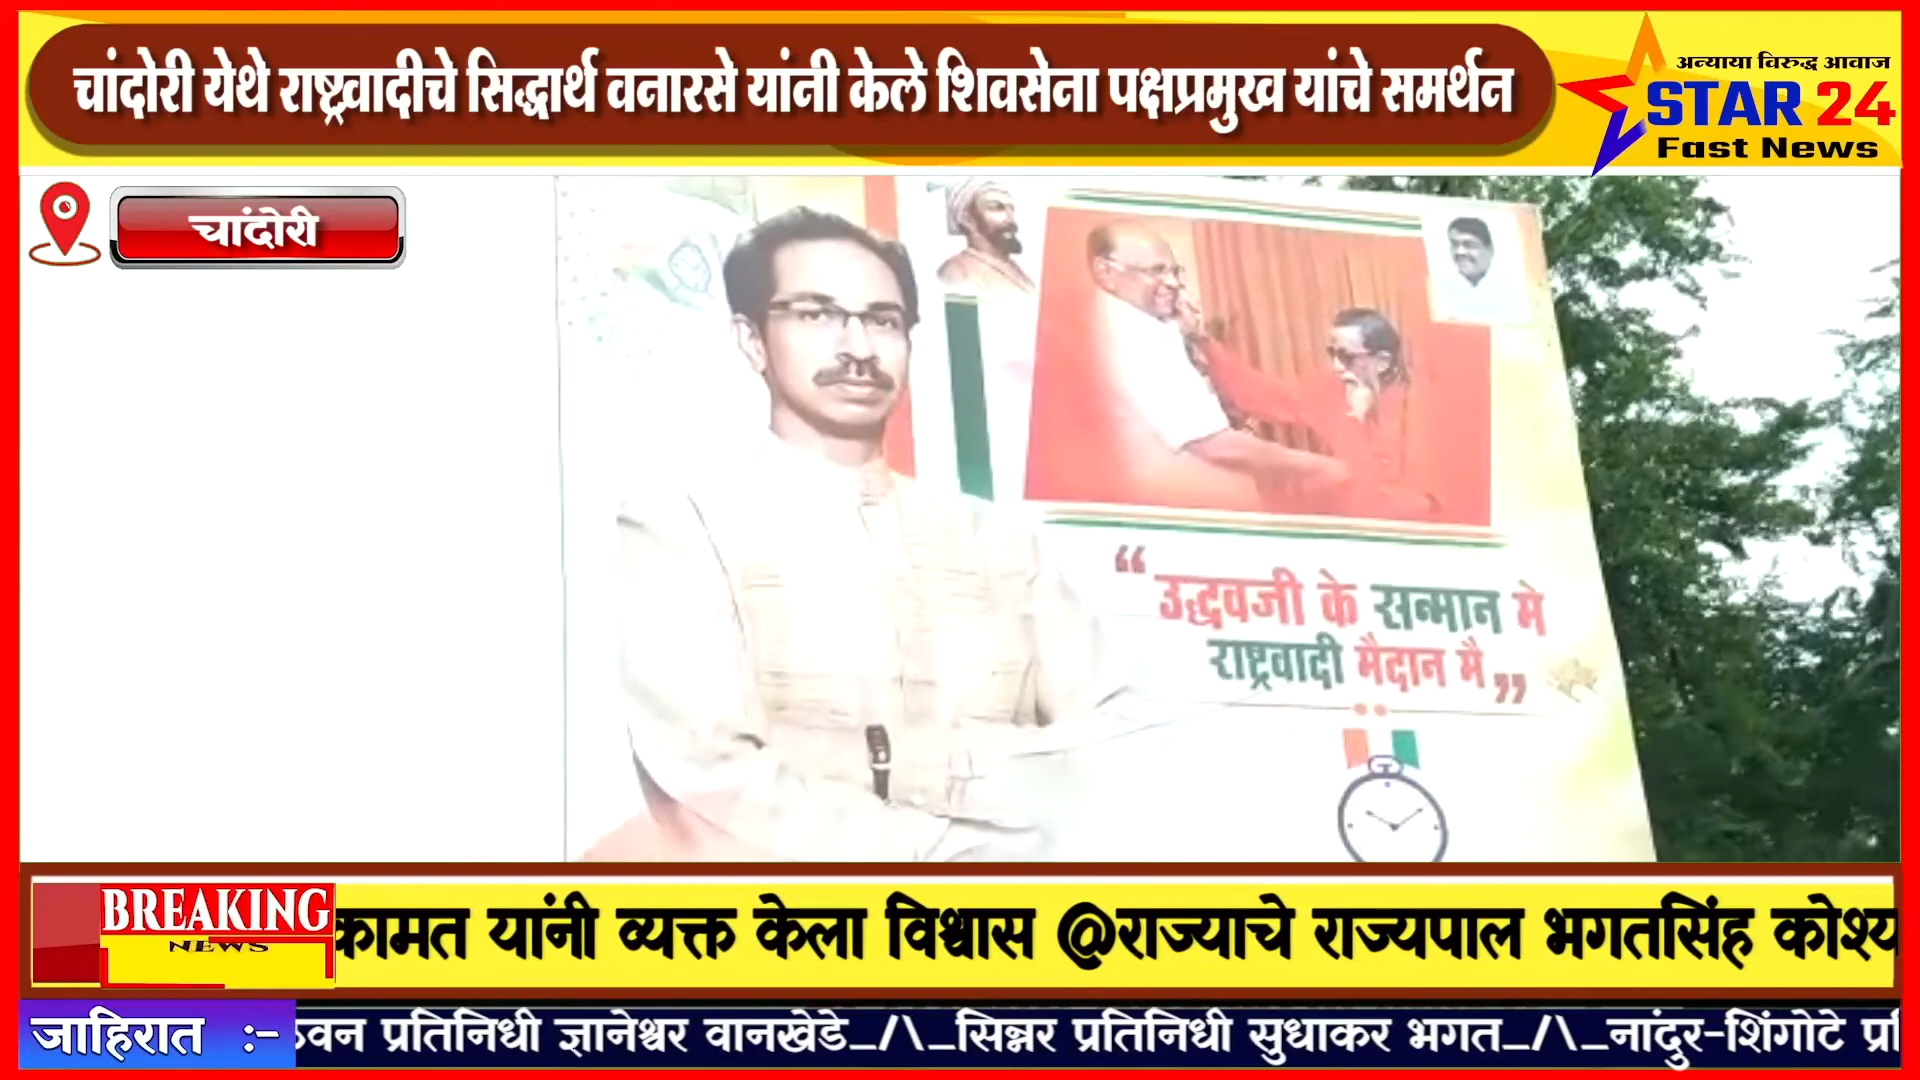 चांदोरी येथे राष्ट्रवादीचे सिद्धार्थ वनारसे यांनी केले शिवसेना पक्षप्रमुख यांचे समर्थन
अन्याया विरुद्ध आवाज
STAR 24
Fast News
चांदोरी
“उद्धवजी के सन्मान मे
राष्ट्रवादी मैदान मै”
BREAKING
NEWS
कामत यांनी व्यक्त केला विश्वास @राज्याचे राज्यपाल भगतसिंह कोश्य
जाहिरात :-
ठवन प्रतिनिधी ज्ञानेश्वर वानखेडे_/\_सिन्नर प्रतिनिधी सुधाकर भगत_/\_नांदुर-शिंगोटे प्रि